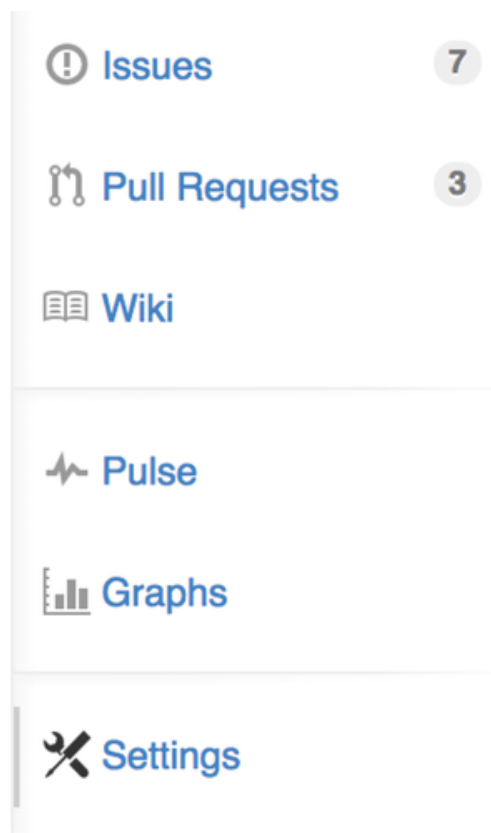 Issues 7
Pull Requests 3
Wiki
Pulse
Graphs
Settings